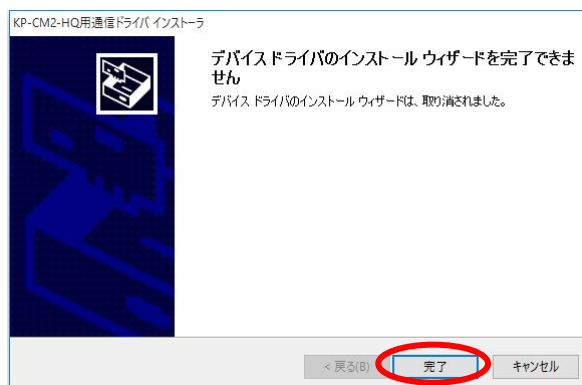 KP-CM2-HQ用通信ドライバ インストーラ
デバイス ドライバのインストール ウィザードを完了できま
せん
デバイス ドライバのインストール ウィザードは、取り消されました。
< 戻る(B)
完了
キャンセル